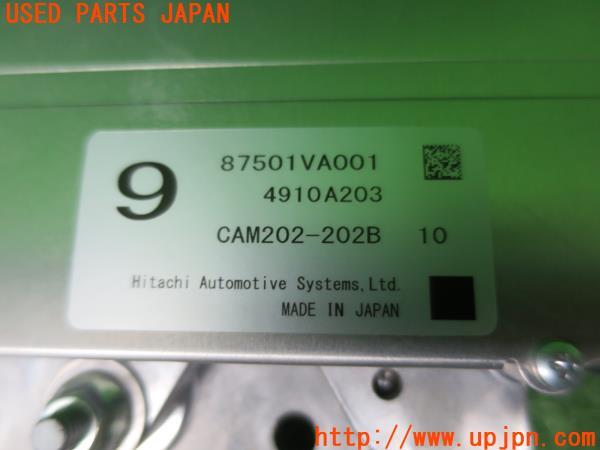 USED PARTS JAPAN
9
87501VA001
4910A203
CAM202-202B 10
Hitachi Automotive Systems,Ltd.
MADE IN JAPAN
http://www.upjpn.com